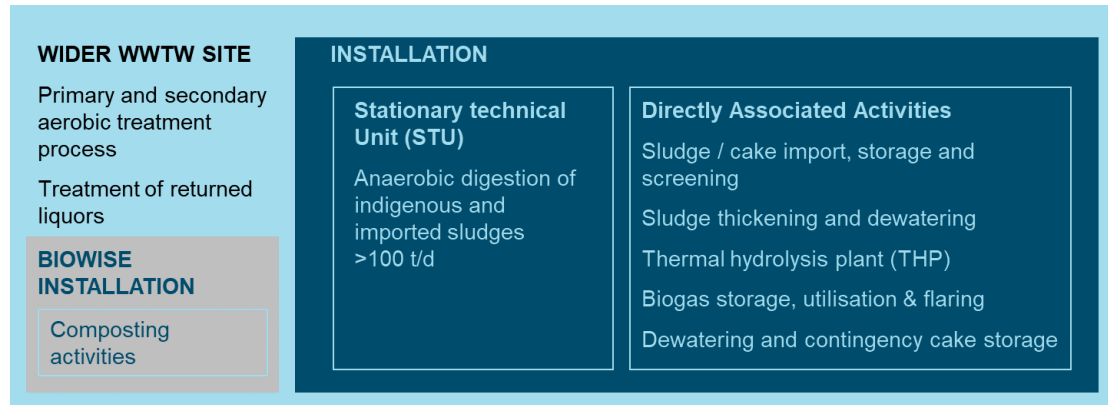 WIDER WWTW SITE
Primary and secondary
aerobic treatment
process
Treatment of returned
liquors
BIOWISE
INSTALLATION
Composting
activities
INSTALLATION
Stationary technical
Unit (STU)
Anaerobic digestion of
indigenous and
imported sludges
>100 t/d
Directly Associated Activities
Sludge / cake import, storage and
screening
Sludge thickening and dewatering
Thermal hydrolysis plant (THP)
Biogas storage, utilisation & flaring
Dewatering and contingency cake storage